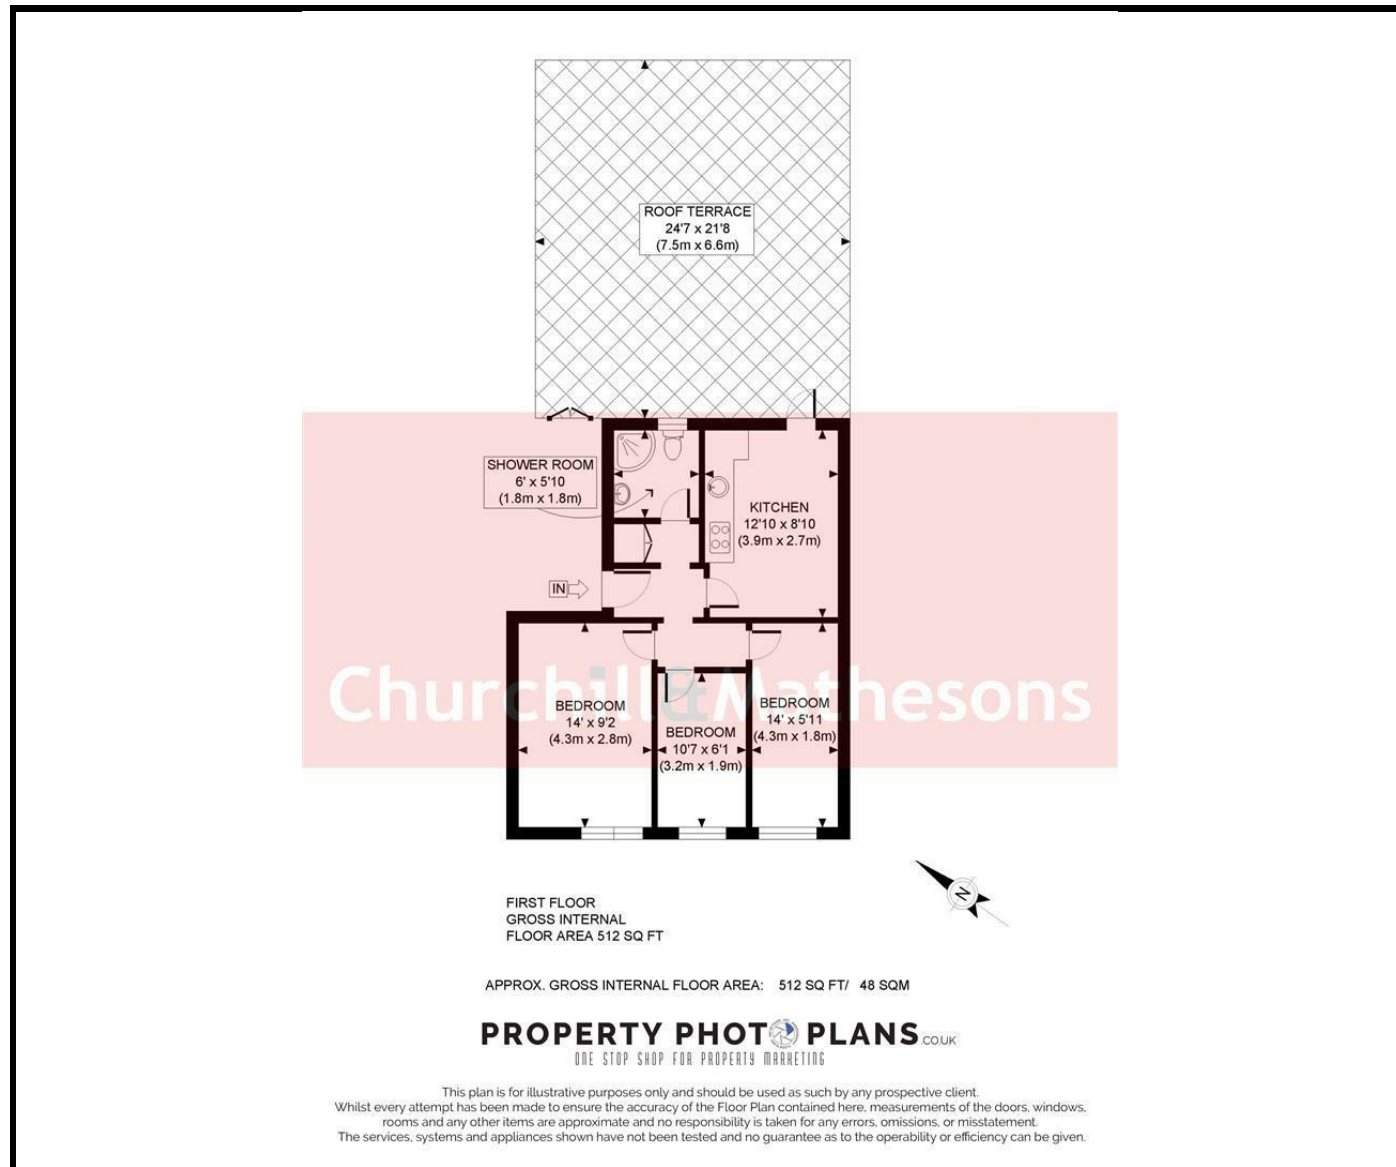 ROOF TERRACE
24'7 x 21'8
(7.5m x 6.6m)
SHOWER ROOM
6' x 5'10
(1.8m x 1.8m)
KITCHEN
12'10 x 8'10
(3.9m x 2.7m)
IN
Churchill & Mathesons
BEDROOM
14' x 9'2
(4.3m x 2.8m)
BEDROOM
10'7 x 6'1
(3.2m x 1.9m)
BEDROOM
14' x 5'11
(4.3m x 1.8m)
N
FIRST FLOOR
GROSS INTERNAL
FLOOR AREA 512 SQ FT
APPROX. GROSS INTERNAL FLOOR AREA: 512 SQ FT/ 48 SQM
PROPERTY PHOTO PLANS.CO.UK
ONE STOP SHOP FOR PROPERTY MARKETING
This plan is for illustrative purposes only and should be used as such by any prospective client.
Whilst every attempt has been made to ensure the accuracy of the Floor Plan contained here, measurements of the doors, windows,
rooms and any other items are approximate and no responsibility is taken for any errors, omissions, or misstatement.
The services, systems and appliances shown have not been tested and no guarantee as to the operability or efficiency can be given.